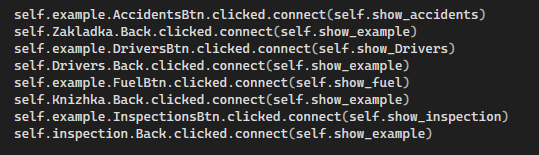 self.example.AccidentsBtn.clicked.connect(self.show_accidents)
self.Zakladka.Back.clicked.connect(self.show_example)
self.example.DriversBtn.clicked.connect(self.show_Drivers)
self.Drivers.Back.clicked.connect(self.show_example)
self.example.FuelBtn.clicked.connect(self.show_fuel)
self.Knizhka.Back.clicked.connect(self.show_example)
self.example.InspectionsBtn.clicked.connect(self.show_inspection)
self.inspection.Back.clicked.connect(self.show_example)